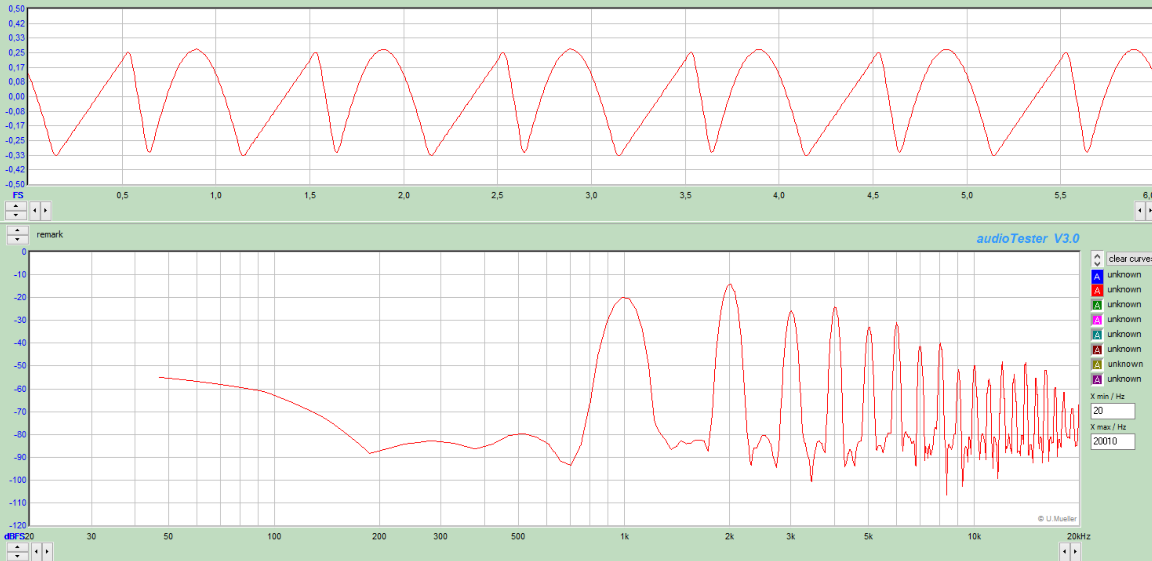 0,50
0,42
0,33
0,25
0,17
0,08
0,00
-0,08
-0,17
-0,25
-0,33
-0,42
-0,50
FS 0,5 1,0 1,5 2,0 2,5 3,0 3,5 4,0 4,5 5,0 5,5 6,0
remark
audioTester V3.0
0
-10
-20
-30
-40
-50
-60
-70
-80
-90
-100
-110
-120
clear curves
A unknown
A unknown
A unknown
A unknown
A unknown
A unknown
A unknown
A unknown
X min / Hz
20
X max / Hz
20010
© U.Mueller
dBFS 20 30 50 100 200 300 500 1k 2k 3k 5k 10k 20kHz